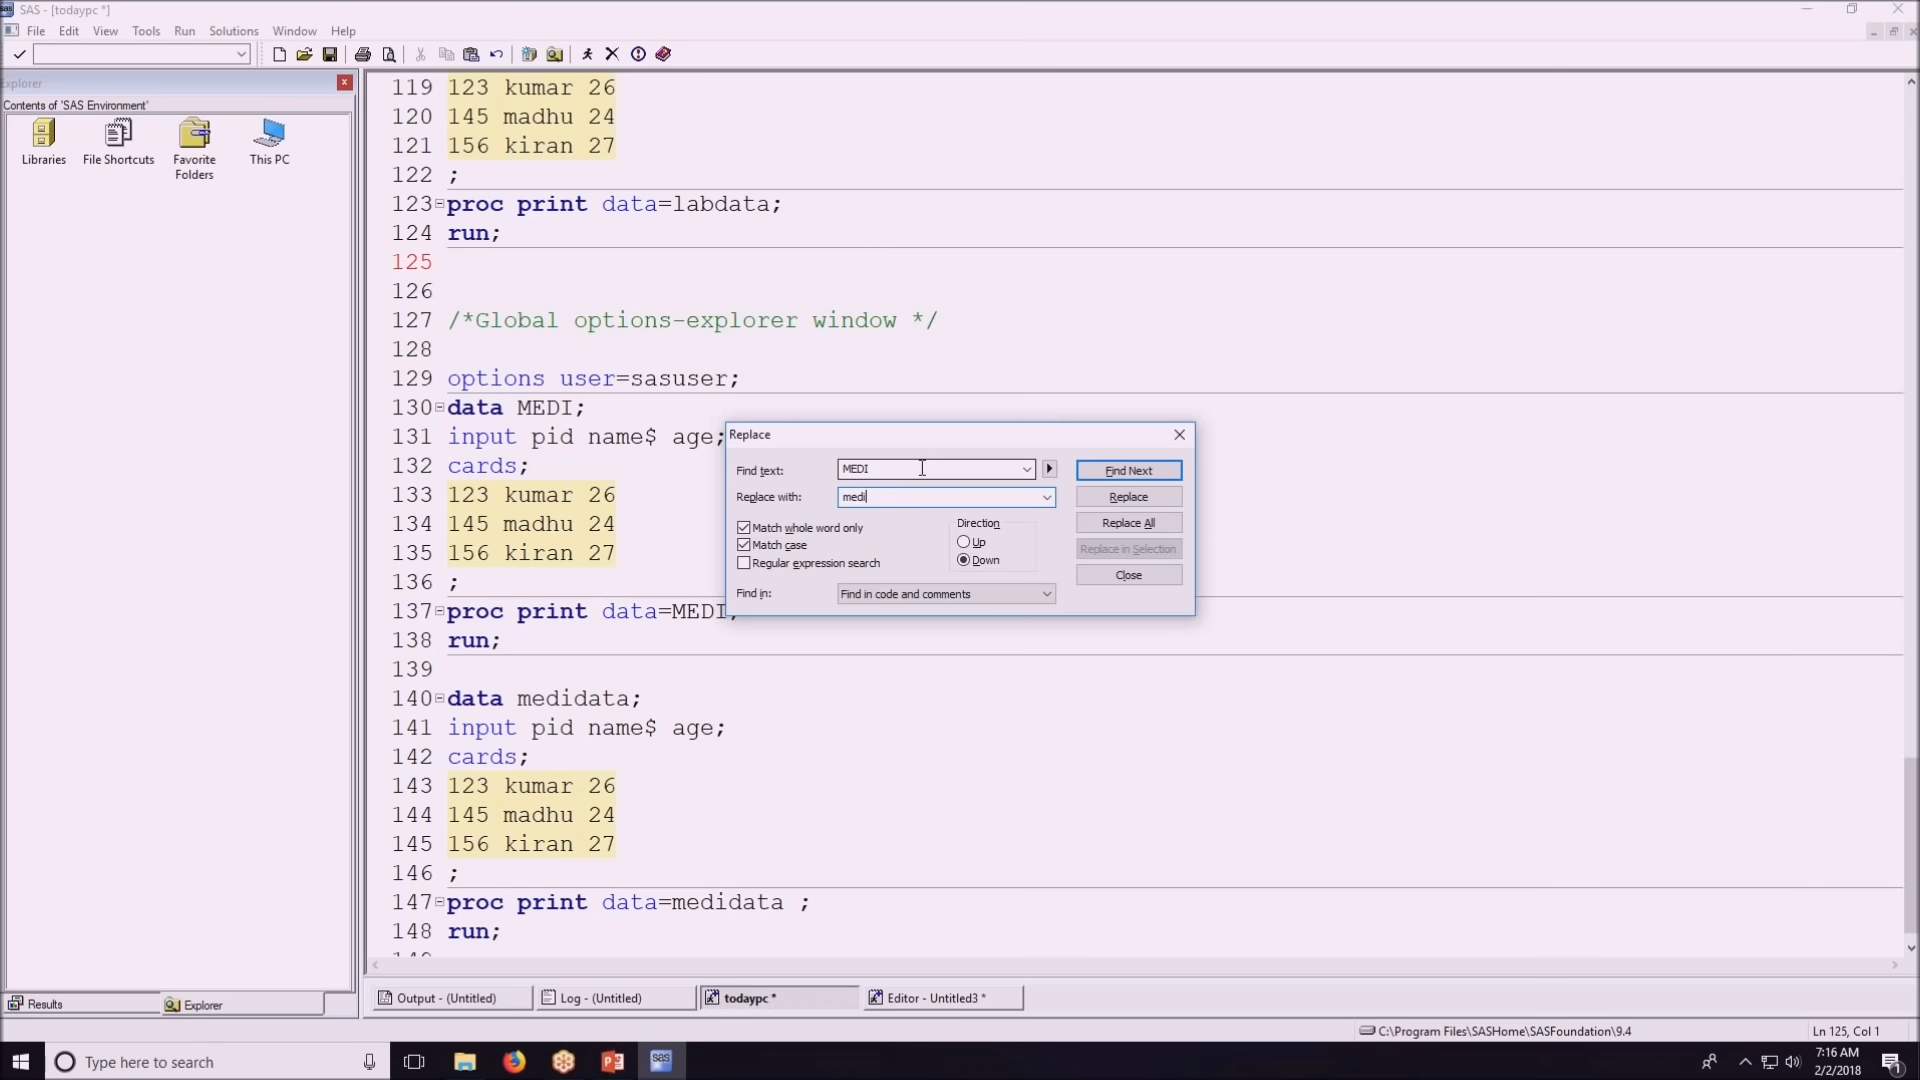 SAS - [todaypc *]
File Edit View Tools Run Solutions Window Help
Explorer
Contents of 'SAS Environment'
Libraries File Shortcuts Favorite Folders This PC
119 123 kumar 26
120 145 madhu 24
121 156 kiran 27
122 ;
123 proc print data=labdata;
124 run;
125
126
127 /*Global options-explorer window */
128
129 options user=sasuser;
130 data MEDI;
131 input pid name$ age;
132 cards;
133 123 kumar 26
134 145 madhu 24
135 156 kiran 27
136 ;
137 proc print data=MEDI;
138 run;
139
140 data medidata;
141 input pid name$ age;
142 cards;
143 123 kumar 26
144 145 madhu 24
145 156 kiran 27
146 ;
147 proc print data=medidata ;
148 run;
Replace
Find text: MEDI Find Next
Replace with: medi Replace
Match whole word only Direction Replace All
Match case Up
Regular expression search Down Replace in Selection
Close
Find in: Find in code and comments
Results Explorer
Output - (Untitled) Log - (Untitled) todaypc * Editor - Untitled3 *
C:\Program Files\SASHome\SASFoundation\9.4 Ln 125, Col 1
Type here to search
sas
7:16 AM
2/2/2018
1